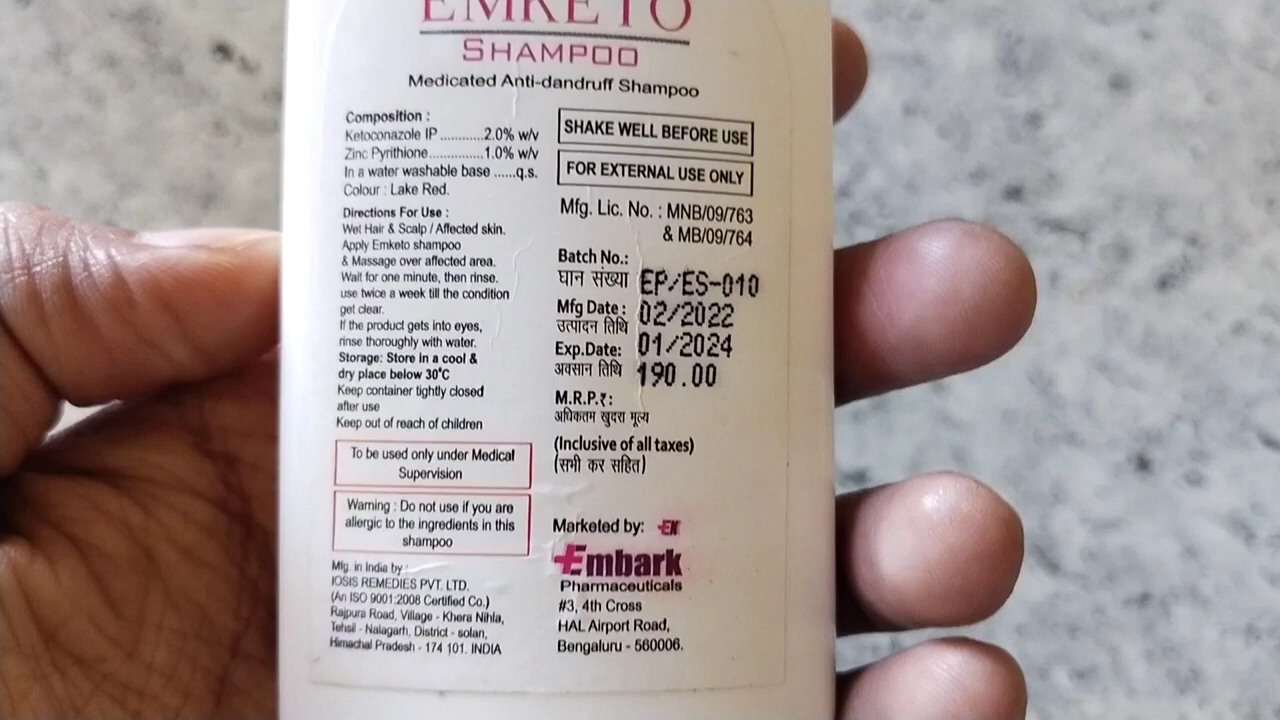 EMKETO
SHAMPOO
Medicated Anti-dandruff Shampoo
Composition :
Ketoconazole IP ............2.0% w/v
Zinc Pyrithione...............1.0% w/v
In a water washable base ......q.s.
Colour : Lake Red.
Directions For Use :
Wet Hair & Scalp / Affected skin.
Apply Emketo shampoo
& Massage over affected area.
Wait for one minute, then rinse.
use twice a week till the condition
get clear.
If the product gets into eyes,
rinse thoroughly with water.
Storage: Store in a cool &
dry place below 30°C
Keep container tightly closed
after use
Keep out of reach of children
To be used only under Medical
Supervision
Warning : Do not use if you are
allergic to the ingredients in this
shampoo
Mfg. in India by :
IOSIS REMEDIES PVT. LTD.
(An ISO 9001:2008 Certified Co.)
Rajpura Road, Village - Khera Nihla,
Tehsil - Nalagarh, District - solan,
Himachal Pradesh - 174 101. INDIA
SHAKE WELL BEFORE USE
FOR EXTERNAL USE ONLY
Mfg. Lic. No. : MNB/09/763
& MB/09/764
Batch No.:
घान संख्या EP/ES-010
Mfg Date : 02/2022
उत्पादन तिथि
Exp.Date: 01/2024
अवसान तिथि 190.00
M.R.P.₹:
अधिकतम खुदरा मूल्य
(Inclusive of all taxes)
(सभी कर सहित)
Marketed by:
Embark
Pharmaceuticals
#3, 4th Cross
HAL Airport Road,
Bengaluru - 560006.